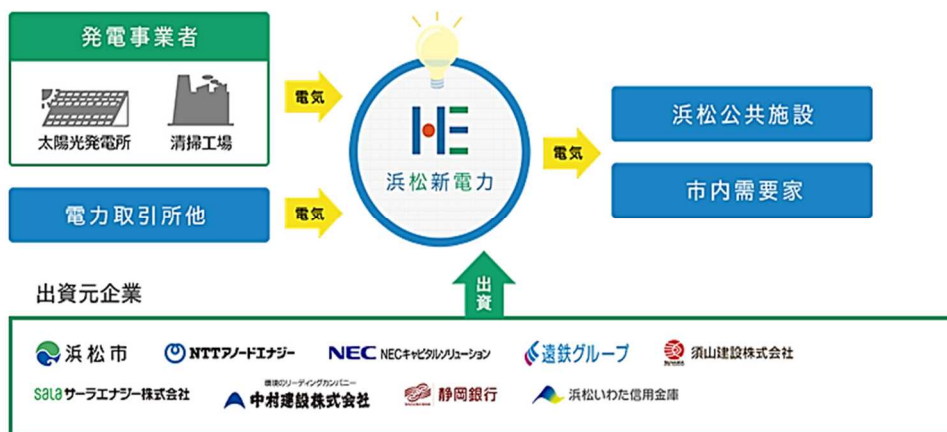 発電事業者
太陽光発電所
清掃工場
電気
電力取引所他
電気
HE
浜松新電力
電気
浜松公共施設
市内需要家
出資
出資元企業
浜松市
NTTアノードエナジー
NEC NECキャピタルソリューション
遠鉄グループ
須山建設株式会社
sala サーラエナジー株式会社
環境のリーディングカンパニー
中村建設株式会社
静岡銀行
浜松いわた信用金庫